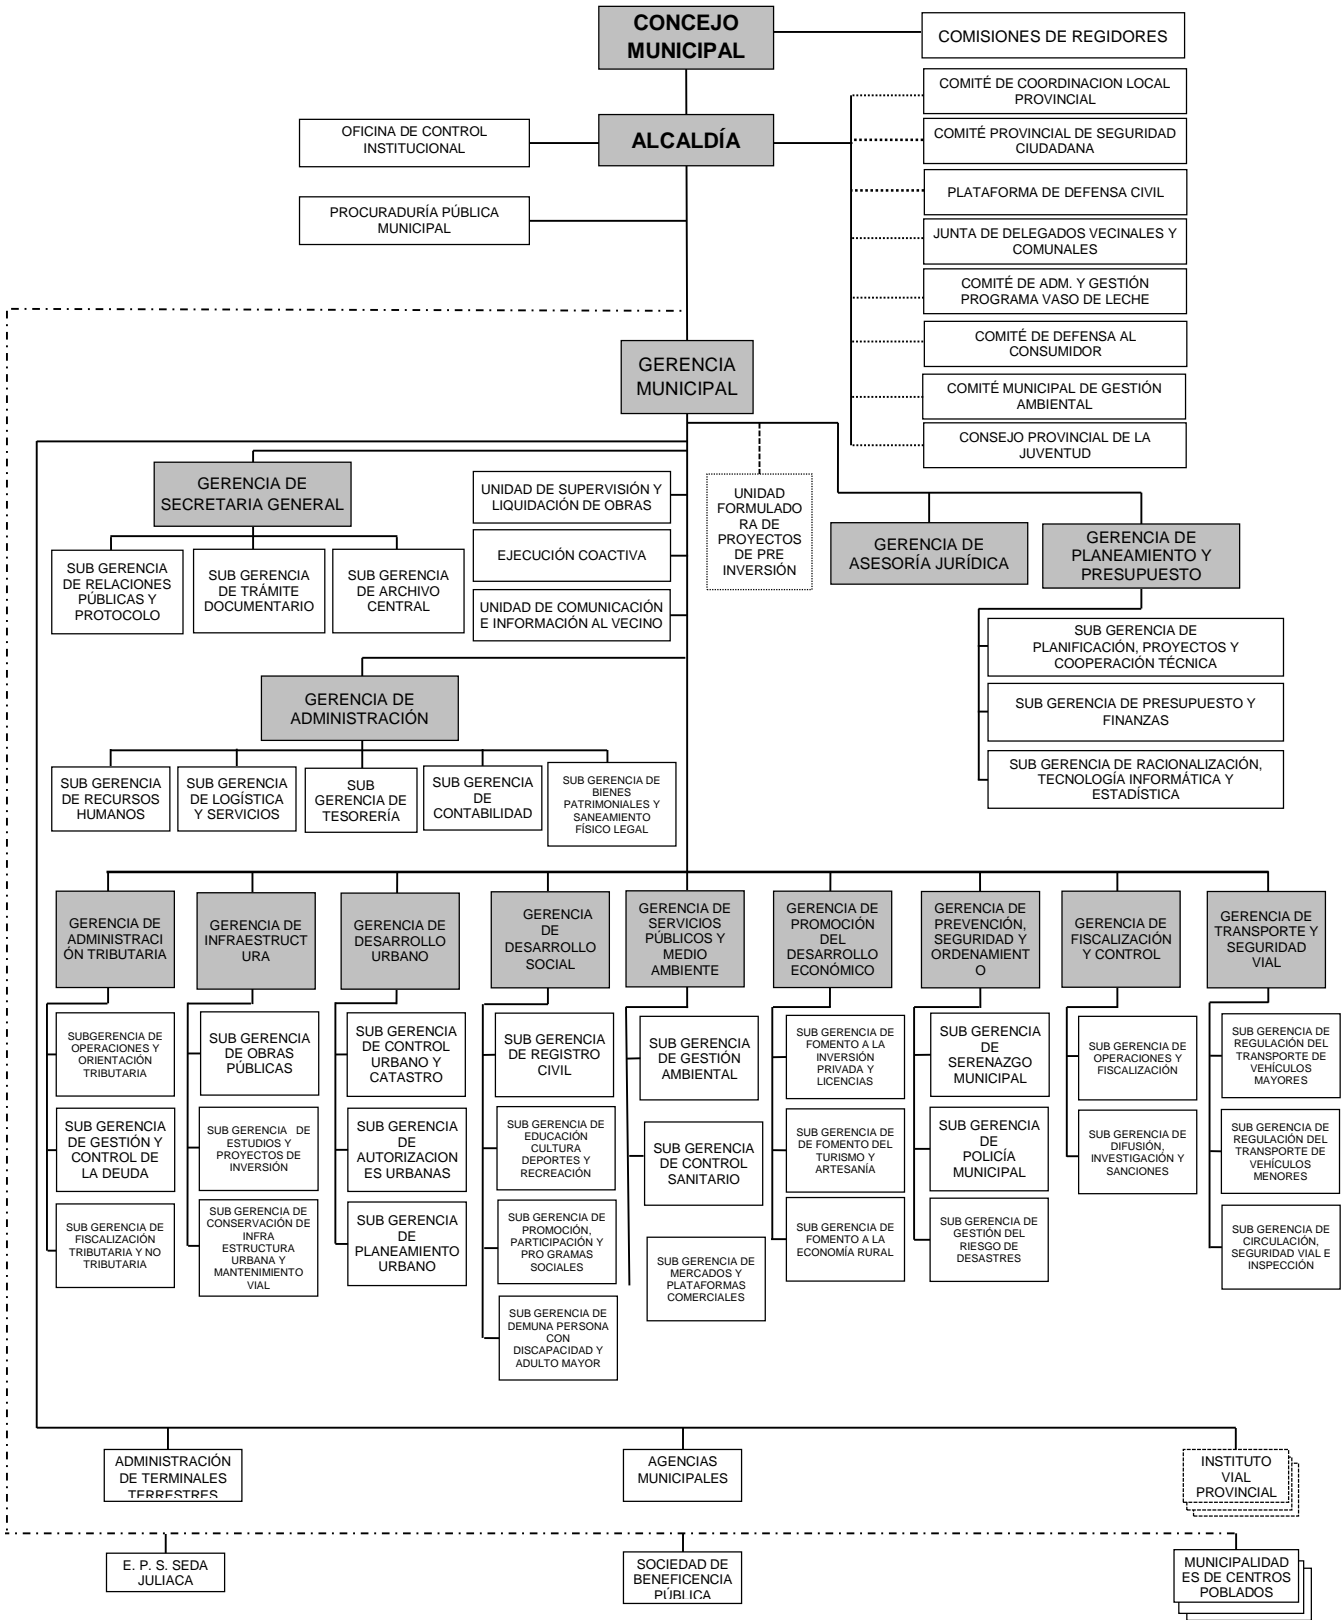 CONCEJO
MUNICIPAL
COMISIONES DE REGIDORES
COMITÉ DE COORDINACION LOCAL
PROVINCIAL
OFICINA DE CONTROL
INSTITUCIONAL
ALCALDÍA
COMITÉ PROVINCIAL DE SEGURIDAD
CIUDADANA
PLATAFORMA DE DEFENSA CIVIL
PROCURADURÍA PÚBLICA
MUNICIPAL
JUNTA DE DELEGADOS VECINALES Y
COMUNALES
COMITÉ DE ADM. Y GESTIÓN
PROGRAMA VASO DE LECHE
COMITÉ DE DEFENSA AL
CONSUMIDOR
GERENCIA
MUNICIPAL
COMITÉ MUNICIPAL DE GESTIÓN
AMBIENTAL
CONSEJO PROVINCIAL DE LA
JUVENTUD
GERENCIA DE
SECRETARIA GENERAL
UNIDAD DE SUPERVISIÓN Y
LIQUIDACIÓN DE OBRAS
EJECUCIÓN COACTIVA
UNIDAD DE COMUNICACIÓN
E INFORMACIÓN AL VECINO
UNIDAD
FORMULADO
RA DE
PROYECTOS
DE PRE
INVERSIÓN
GERENCIA DE
ASESORÍA JURÍDICA
GERENCIA DE
PLANEAMIENTO Y
PRESUPUESTO
SUB GERENCIA
DE RELACIONES
PÚBLICAS Y
PROTOCOLO
SUB GERENCIA
DE TRÁMITE
DOCUMENTARIO
SUB GERENCIA
DE ARCHIVO
CENTRAL
SUB GERENCIA DE
PLANIFICACIÓN, PROYECTOS Y
COOPERACIÓN TÉCNICA
SUB GERENCIA DE PRESUPUESTO Y
FINANZAS
SUB GERENCIA DE RACIONALIZACIÓN,
TECNOLOGÍA INFORMÁTICA Y
ESTADÍSTICA
GERENCIA DE
ADMINISTRACIÓN
SUB GERENCIA
DE RECURSOS
HUMANOS
SUB GERENCIA
DE LOGÍSTICA
Y SERVICIOS
SUB
GERENCIA DE
TESORERÍA
SUB GERENCIA
DE
CONTABILIDAD
SUB GERENCIA DE
BIENES
PATRIMONIALES Y
SANEAMIENTO
FÍSICO LEGAL
GERENCIA DE
ADMINISTRACI
ÓN TRIBUTARIA
GERENCIA DE
INFRAESTRUCT
URA
GERENCIA DE
DESARROLLO
URBANO
GERENCIA
DE
DESARROLLO
SOCIAL
GERENCIA DE
SERVICIOS
PÚBLICOS Y
MEDIO
AMBIENTE
GERENCIA DE
PROMOCIÓN
DEL
DESARROLLO
ECONÓMICO
GERENCIA DE
PREVENCIÓN,
SEGURIDAD Y
ORDENAMIENT
O
GERENCIA DE
FISCALIZACIÓN
Y CONTROL
GERENCIA DE
TRANSPORTE Y
SEGURIDAD
VIAL
SUBGERENCIA DE
OPERACIONES Y
ORIENTACIÓN
TRIBUTARIA
SUB GERENCIA
DE GESTIÓN Y
CONTROL DE
LA DEUDA
SUB GERENCIA DE
FISCALIZACIÓN
TRIBUTARIA Y NO
TRIBUTARIA
SUB GERENCIA
DE OBRAS
PÚBLICAS
SUB GERENCIA DE
ESTUDIOS Y
PROYECTOS DE
INVERSIÓN
SUB GERENCIA DE
CONSERVACIÓN DE
INFRA
ESTRUCTURA
URBANA Y
MANTENIMIENTO
VIAL
SUB GERENCIA
DE CONTROL
URBANO Y
CATASTRO
SUB GERENCIA
DE
AUTORIZACION
ES URBANAS
SUB GERENCIA
DE
PLANEAMIENTO
URBANO
SUB GERENCIA
DE REGISTRO
CIVIL
SUB GERENCIA DE
EDUCACIÓN
CULTURA
DEPORTES Y
RECREACIÓN
SUB GERENCIA DE
PROMOCIÓN,
PARTICIPACIÓN Y
PRO GRAMAS
SOCIALES
SUB GERENCIA DE
DEMUNA PERSONA
CON
DISCAPACIDAD Y
ADULTO MAYOR
SUB GERENCIA
DE GESTIÓN
AMBIENTAL
SUB GERENCIA
DE CONTROL
SANITARIO
SUB GERENCIA DE
MERCADOS Y
PLATAFORMAS
COMERCIALES
SUB GERENCIA DE
FOMENTO A LA
INVERSIÓN
PRIVADA Y
LICENCIAS
SUB GERENCIA DE
DE FOMENTO DEL
TURISMO Y
ARTESANÍA
SUB GERENCIA DE
FOMENTO A LA
ECONOMÍA RURAL
SUB GERENCIA
DE
SERENAZGO
MUNICIPAL
SUB GERENCIA
DE
POLICÍA
MUNICIPAL
SUB GERENCIA DE
GESTIÓN DEL
RIESGO DE
DESASTRES
SUB GERENCIA DE
OPERACIONES Y
FISCALIZACIÓN
SUB GERENCIA DE
DIFUSIÓN,
INVESTIGACIÓN Y
SANCIONES
SUB GERENCIA DE
REGULACIÓN DEL
TRANSPORTE DE
VEHÍCULOS
MAYORES
SUB GERENCIA DE
REGULACIÓN DEL
TRANSPORTE DE
VEHÍCULOS
MENORES
SUB GERENCIA DE
CIRCULACIÓN,
SEGURIDAD VIAL E
INSPECCIÓN
ADMINISTRACIÓN
DE TERMINALES
TERRESTRES
AGENCIAS
MUNICIPALES
INSTITUTO
VIAL
PROVINCIAL
E. P. S. SEDA
JULIACA
SOCIEDAD DE
BENEFICENCIA
PÚBLICA
MUNICIPALIDAD
ES DE CENTROS
POBLADOS